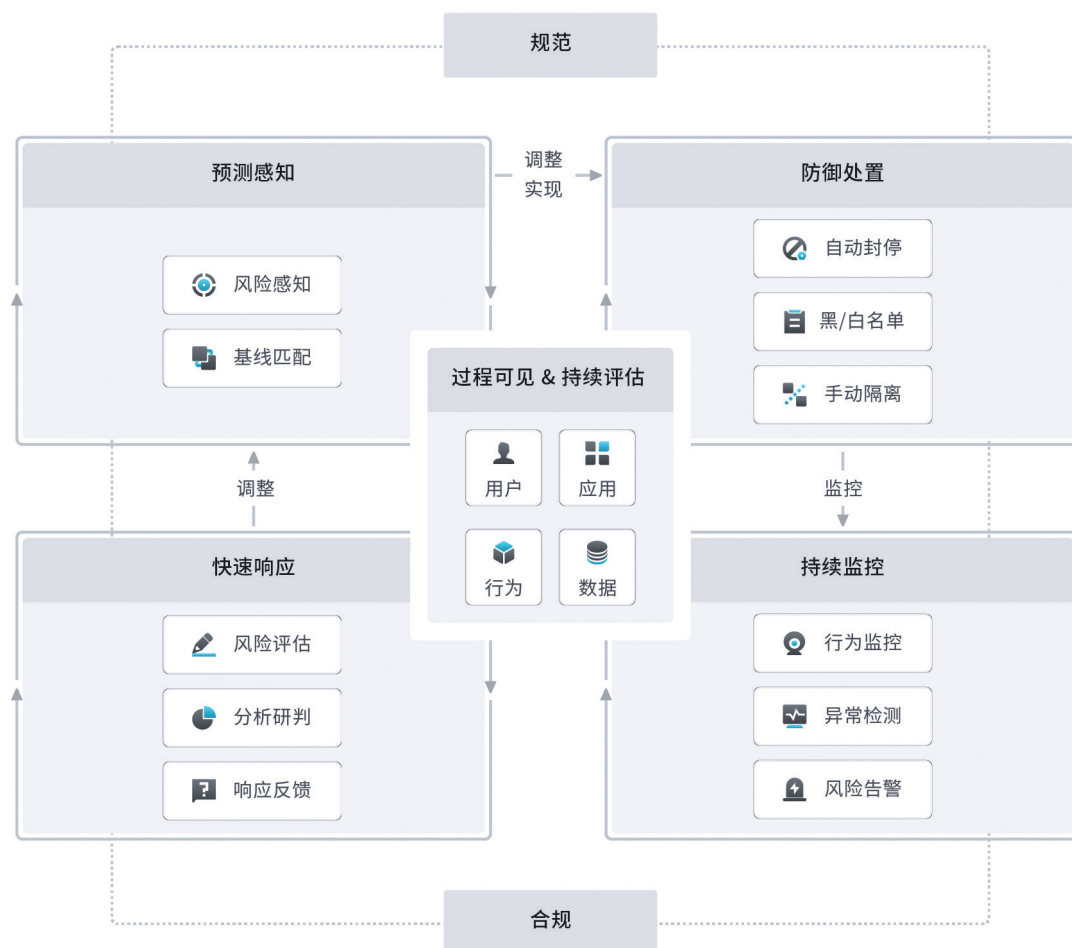 规范
预测感知
风险感知
基线匹配
调整
实现
防御处置
自动封停
黑/白名单
手动隔离
过程可见 & 持续评估
用户
应用
行为
数据
调整
监控
快速响应
风险评估
分析研判
响应反馈
持续监控
行为监控
异常检测
风险告警
合规